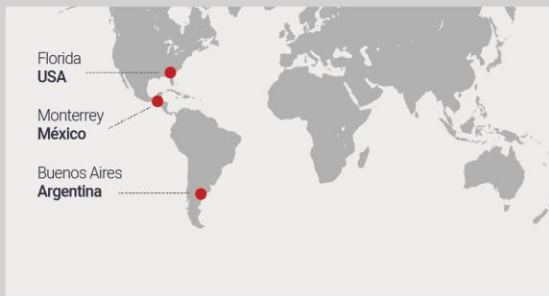 Florida
USA
Monterrey
México
Buenos Aires
Argentina